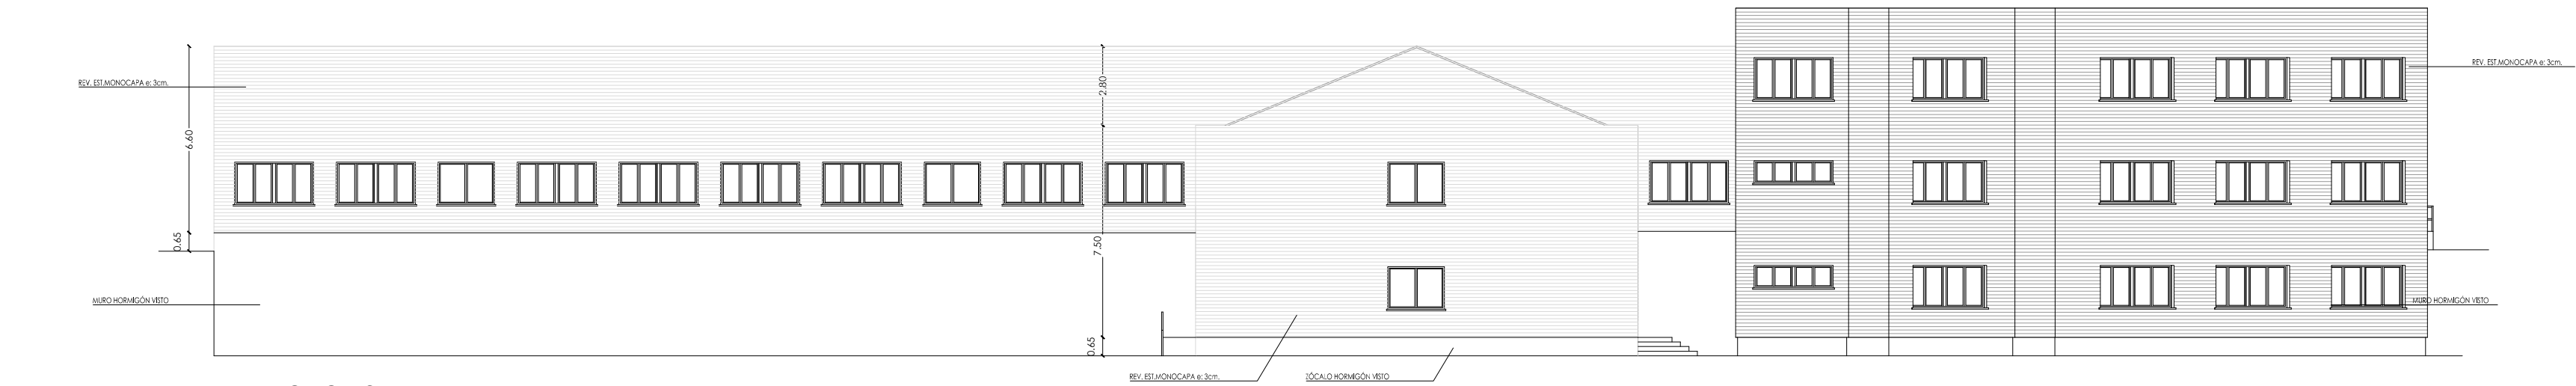 REV. EST.MONOCAPA e: 3cm.
2.80
REV. EST.MONOCAPA e: 3cm.
6.60
0.65
7.50
MURO HORMIGÓN VISTO
MURO HORMIGÓN VISTO
0.65
REV. EST.MONOCAPA e: 3cm.
ZÓCALO HORMIGÓN VISTO